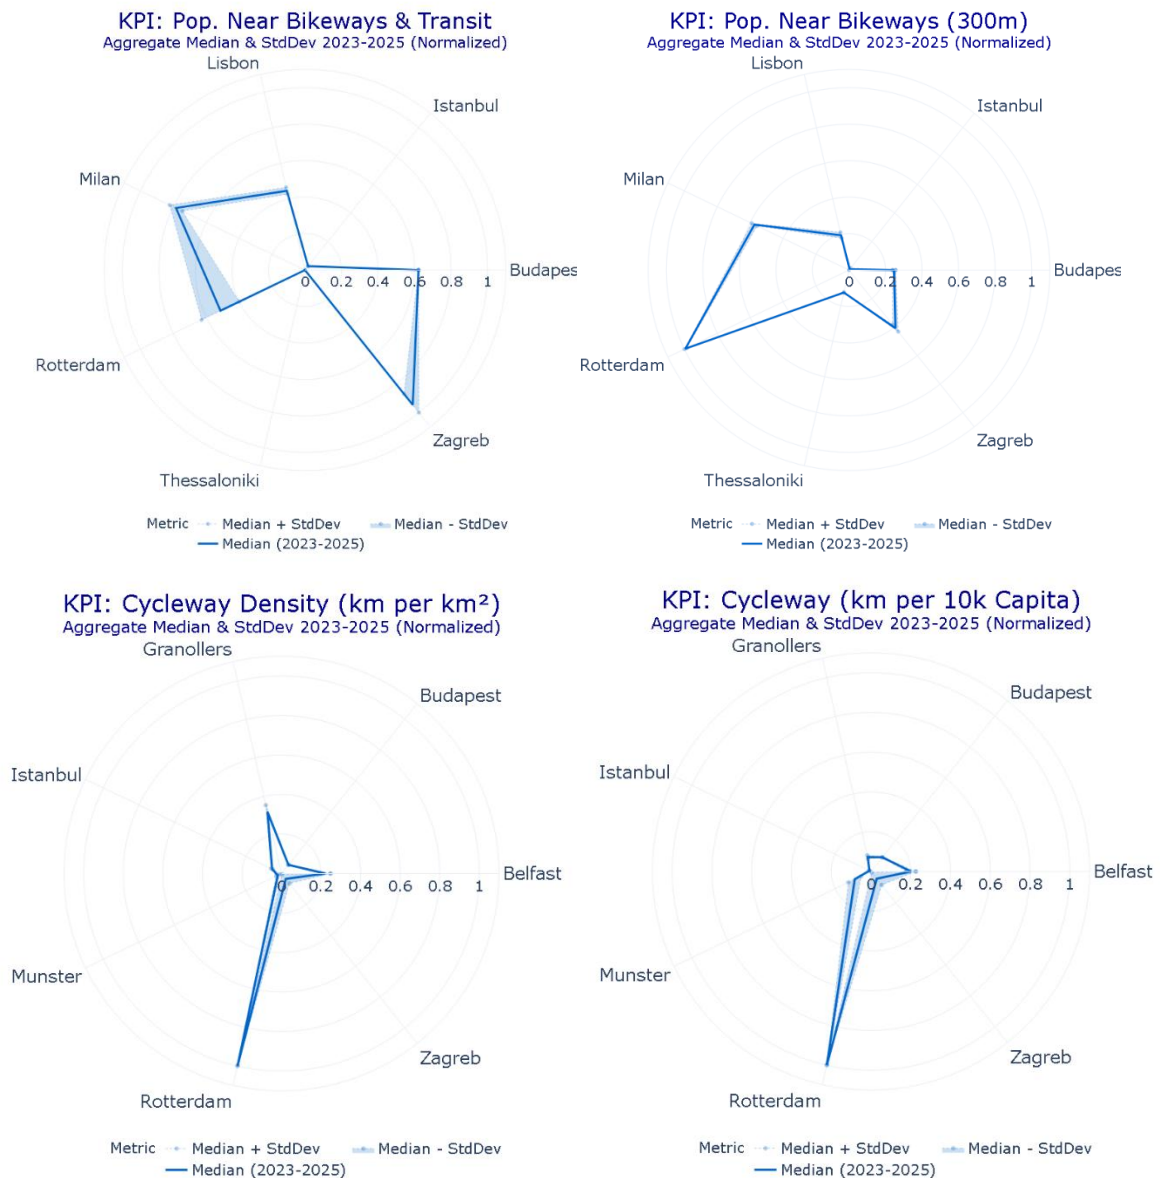 KPI: Pop. Near Bikeways & Transit
Aggregate Median & StdDev 2023-2025 (Normalized)
Lisbon
Istanbul
Milan
0 0.2 0.4 0.6 0.8 1
Budapes
Rotterdam
Zagreb
Thessaloniki
Metric Median + StdDev Median - StdDev
Median (2023-2025)
KPI: Pop. Near Bikeways (300m)
Aggregate Median & StdDev 2023-2025 (Normalized)
Lisbon
Istanbul
Milan
0 0.2 0.4 0.6 0.8 1
Budapes
Rotterdam
Zagreb
Thessaloniki
Metric Median + StdDev Median - StdDev
Median (2023-2025)
KPI: Cycleway Density (km per km²)
Aggregate Median & StdDev 2023-2025 (Normalized)
Granollers
Budapest
Istanbul
0 0.2 0.4 0.6 0.8 1
Belfast
Munster
Zagreb
Rotterdam
Metric Median + StdDev Median - StdDev
Median (2023-2025)
KPI: Cycleway (km per 10k Capita)
Aggregate Median & StdDev 2023-2025 (Normalized)
Granollers
Budapest
Istanbul
0 0.2 0.4 0.6 0.8 1
Belfast
Munster
Zagreb
Rotterdam
Metric Median + StdDev Median - StdDev
Median (2023-2025)